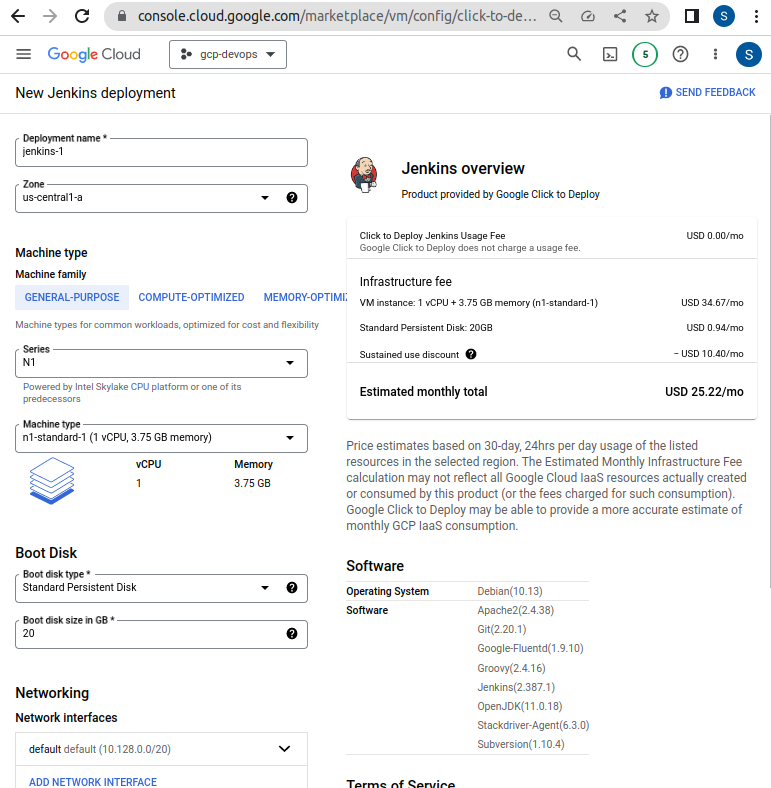 console.cloud.google.com/marketplace/vm/config/click-to-de...
S
Google Cloud
gcp-devops
5
S
New Jenkins deployment
SEND FEEDBACK
Deployment name *
jenkins-1
Zone
us-central1-a
Machine type
Machine family
GENERAL-PURPOSE COMPUTE-OPTIMIZED MEMORY-OPTIMIZ
Machine types for common workloads, optimized for cost and flexibility
Series
N1
Powered by Intel Skylake CPU platform or one of its
predecessors
Machine type
n1-standard-1 (1 vCPU, 3.75 GB memory)
vCPU Memory
1 3.75 GB
Boot Disk
Boot disk type *
Standard Persistent Disk
Boot disk size in GB *
20
Networking
Network interfaces
default default (10.128.0.0/20)
ADD NETWORK INTERFACE
Jenkins overview
Product provided by Google Click to Deploy
Click to Deploy Jenkins Usage Fee USD 0.00/mo
Google Click to Deploy does not charge a usage fee.
Infrastructure fee
VM instance: 1 vCPU + 3.75 GB memory (n1-standard-1) USD 34.67/mo
Standard Persistent Disk: 20GB USD 0.94/mo
Sustained use discount − USD 10.40/mo
Estimated monthly total USD 25.22/mo
Price estimates based on 30-day, 24hrs per day usage of the listed
resources in the selected region. The Estimated Monthly Infrastructure Fee
calculation may not reflect all Google Cloud IaaS resources actually created
or consumed by this product (or the fees charged for such consumption).
Google Click to Deploy may be able to provide a more accurate estimate of
monthly GCP IaaS consumption.
Software
Operating System Debian(10.13)
Software Apache2(2.4.38)
Git(2.20.1)
Google-Fluentd(1.9.10)
Groovy(2.4.16)
Jenkins(2.387.1)
OpenJDK(11.0.18)
Stackdriver-Agent(6.3.0)
Subversion(1.10.4)
Terms of Service